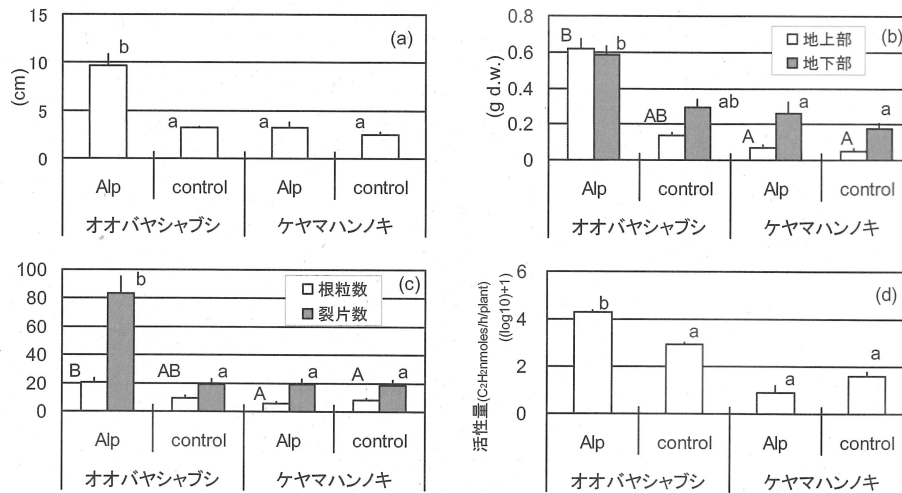 15
10
5
0
(cm)
(a)
b
a
a
a
Alp
control
Alp
control
オオバヤシャブシ
ケヤマハンノキ
0.8
0.6
0.4
0.2
0
(g d.w.)
(b)
地上部
地下部
B
b
AB
ab
A
a
A
a
Alp
control
Alp
control
オオバヤシャブシ
ケヤマハンノキ
100
80
60
40
20
0
(c)
根粒数
裂片数
B
b
AB
a
A
a
A
a
Alp
control
Alp
control
オオバヤシャブシ
ケヤマハンノキ
6
4
2
0
活性量(C2H2nmoles/h/plant)
((log10)+1)
(d)
b
a
a
a
Alp
control
Alp
control
オオバヤシャブシ
ケヤマハンノキ